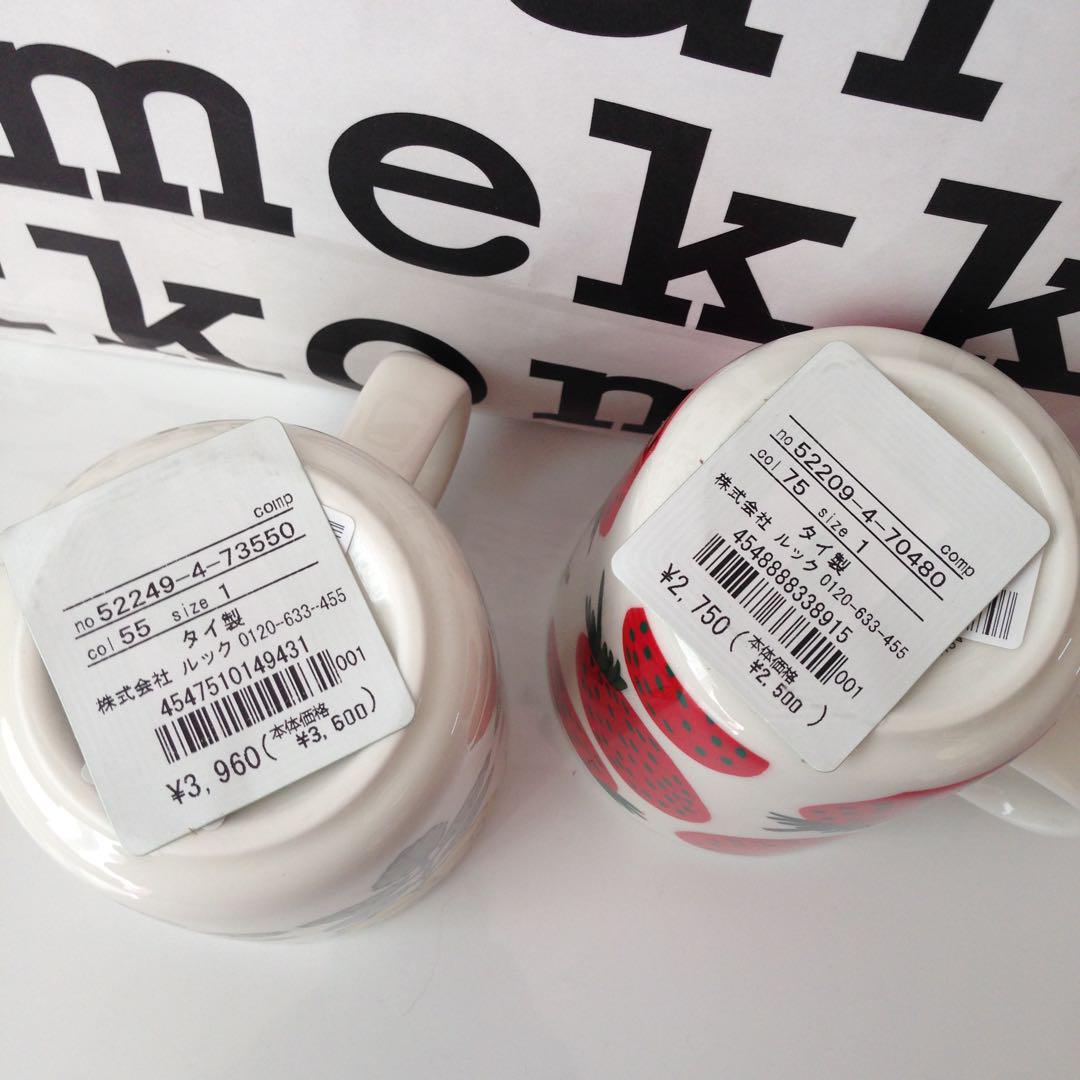 mekk
ekon
comp
no 52249-4-73550
col 55 size 1
タイ製
株式会社 ルック 0120-633-455
4547510149431
001
¥3,960(本体価格 ¥3,600)
comp
no 52209-4-70480
col 75 size 1
タイ製
株式会社 ルック 0120-633-455
4548888338915
001
¥2,750(本体価格 ¥2,500)